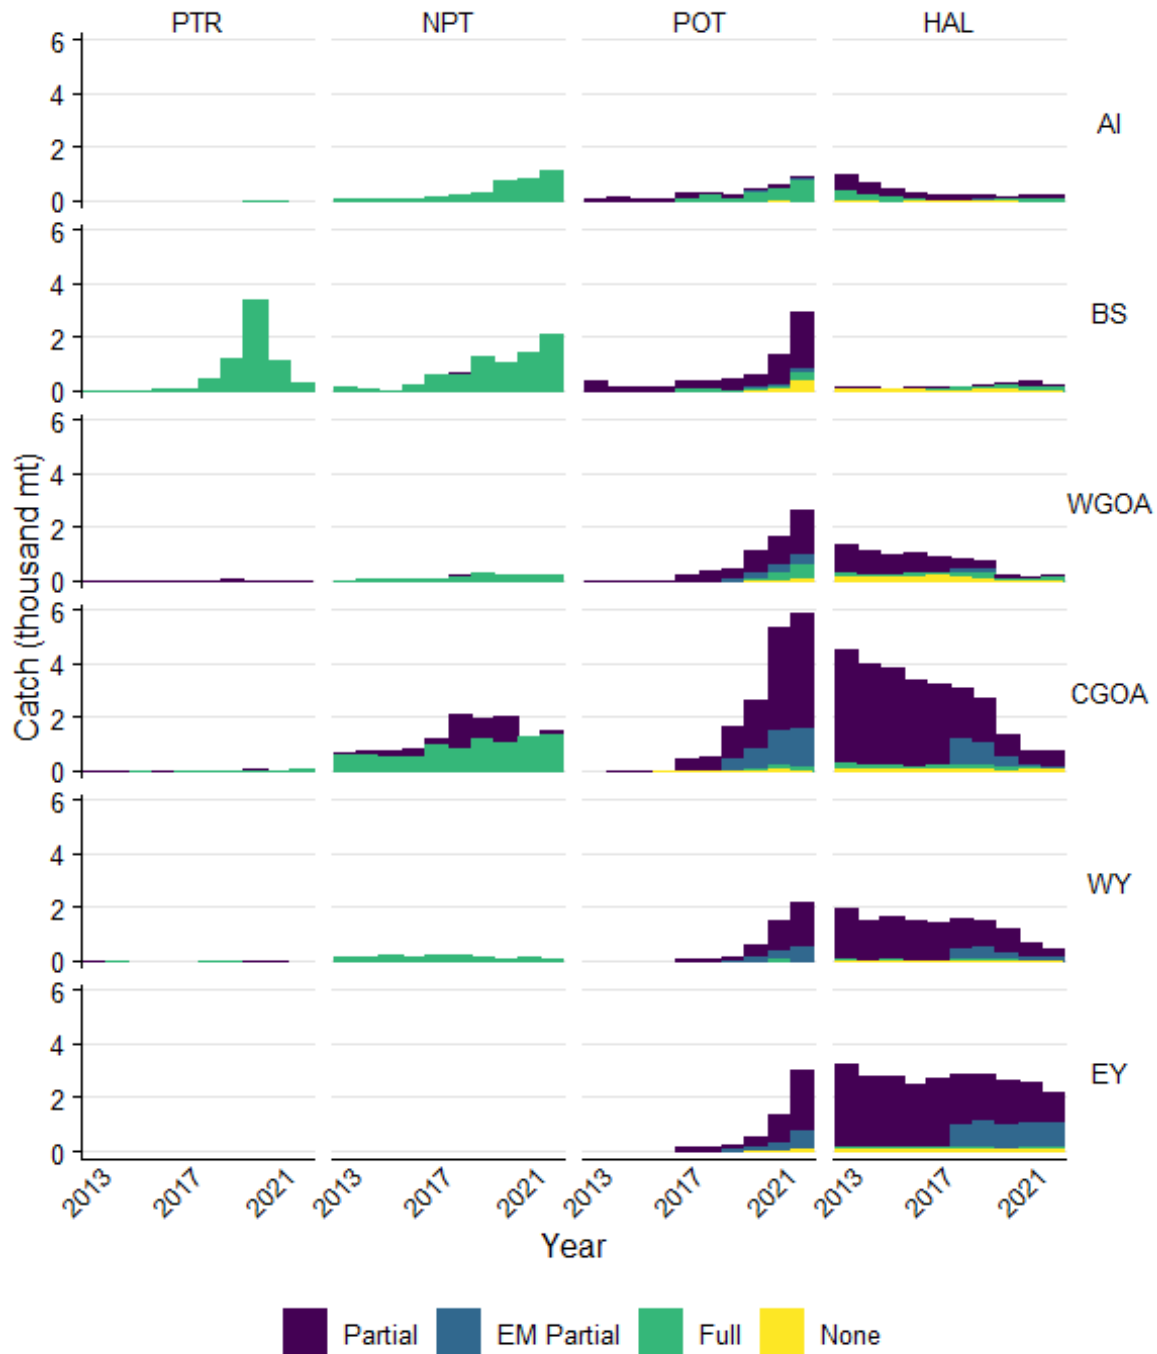 PTR NPT POT HAL
6
4
2
0
AI
6
4
2
0
BS
6
4
2
0
WGOA
6
4
2
0
CGOA
6
4
2
0
WY
6
4
2
0
EY
Catch (thousand mt)
2013 2017 2021 2013 2017 2021 2013 2017 2021 2013 2017 2021
Year
Partial EM Partial Full None